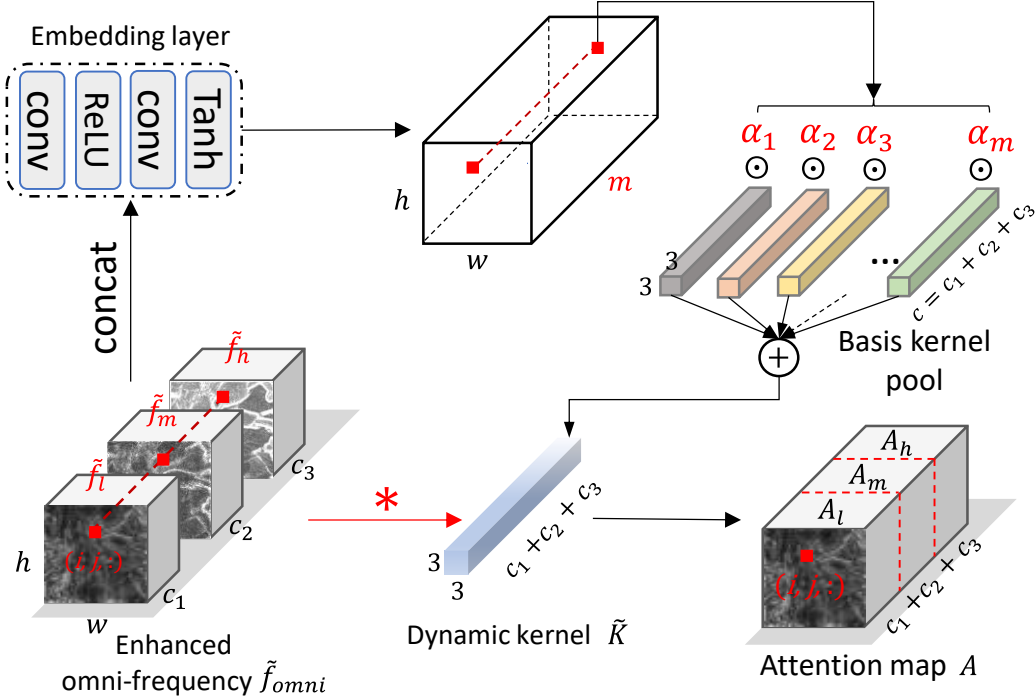 Embedding layer
conv
ReLU
conv
Tanh
h
w
m
α₁
α₂
α₃
αₘ
⊙
⊙
⊙
⊙
3
3
...
c = c₁ + c₂ + c₃
Basis kernel
pool
+
concat
f̃ₕ
f̃ₘ
f̃ₗ
(i, j, :)
h
w
c₁
c₂
c₃
Enhanced
omni-frequency f̃ₒₘₙᵢ
*
3
3
c₁ +c₂ + c₃
Dynamic kernel K̃
Aₕ
Aₘ
Aₗ
(i, j, :)
c₁ + c₂ + c₃
Attention map A